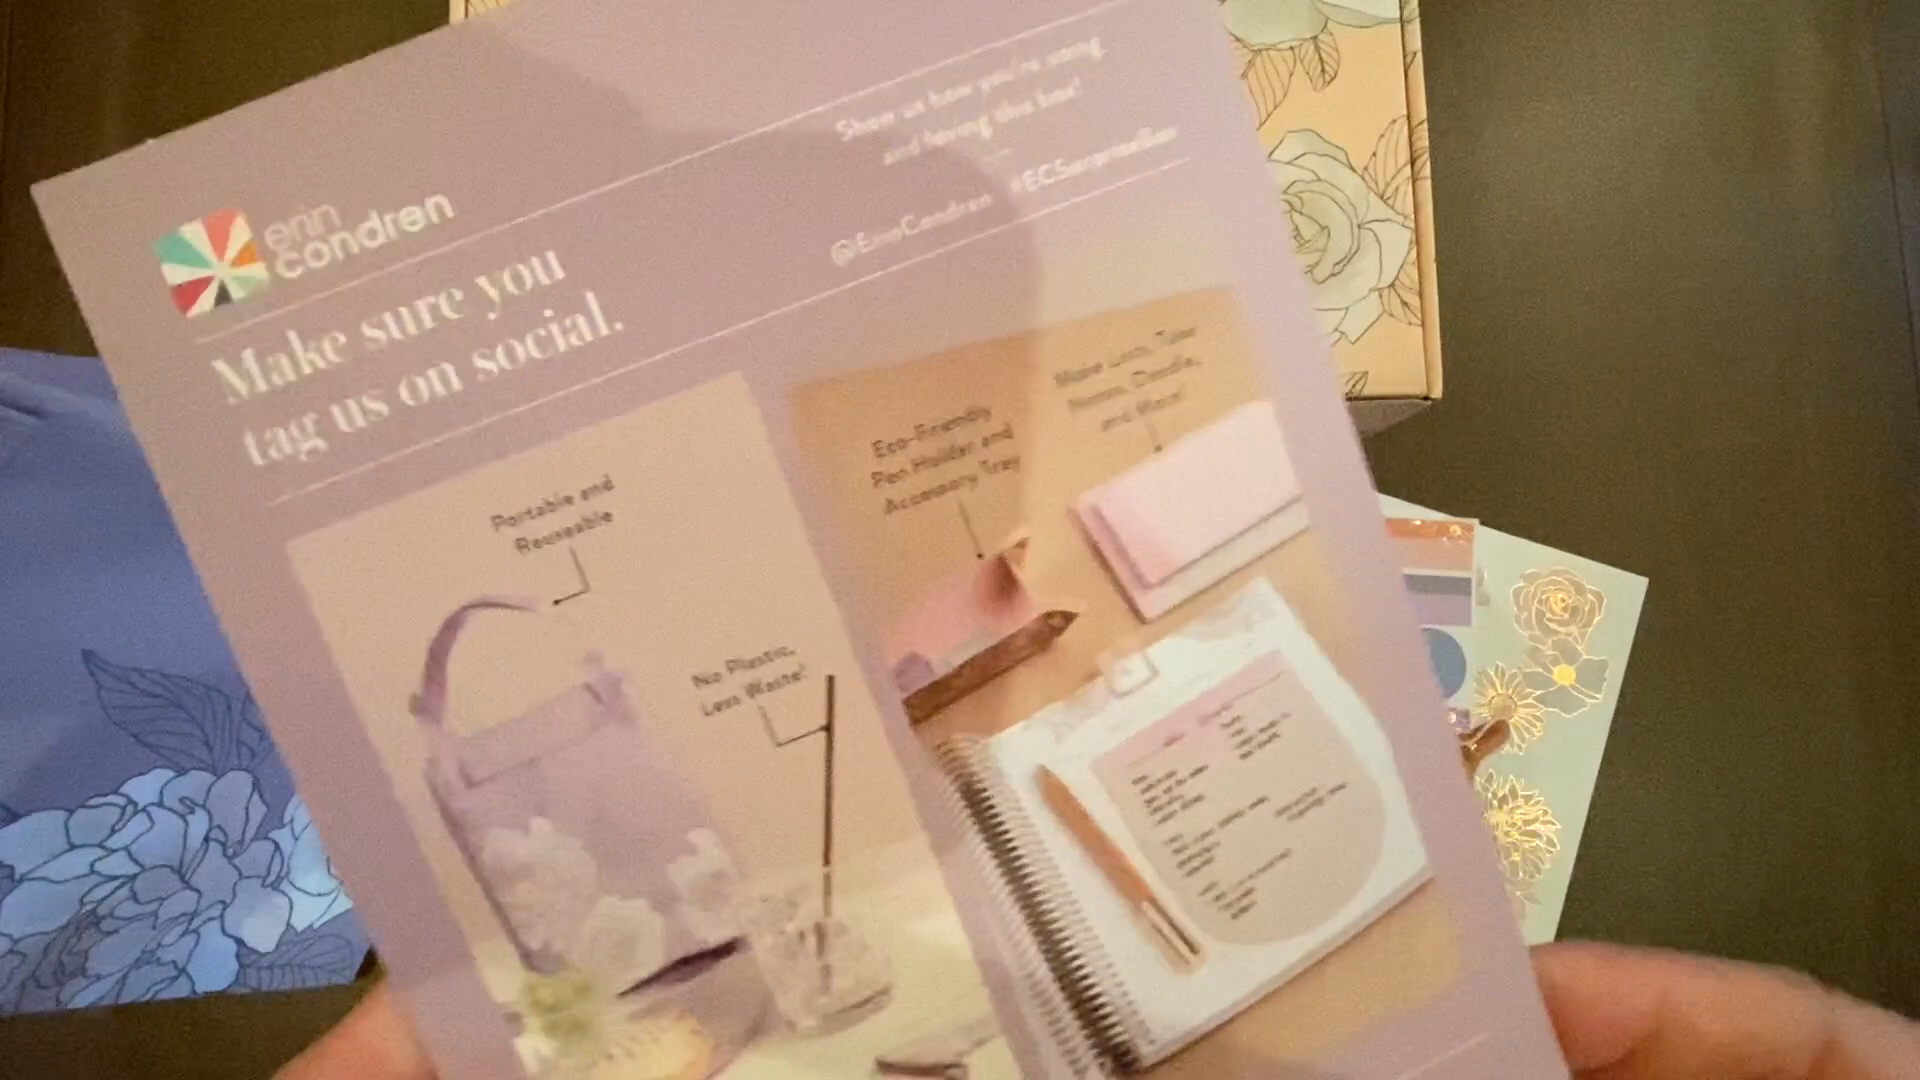 erin
condren
Make sure you
tag us on social.
Show us how you're using
and loving this box!
@ErinCondren
Portable and
Reuseable
No Plastic,
Less Waste!
Eco-Friendly
Pen Holder and
Accessory Tray
Make Lists, Take
Notes, Doodle,
and More!